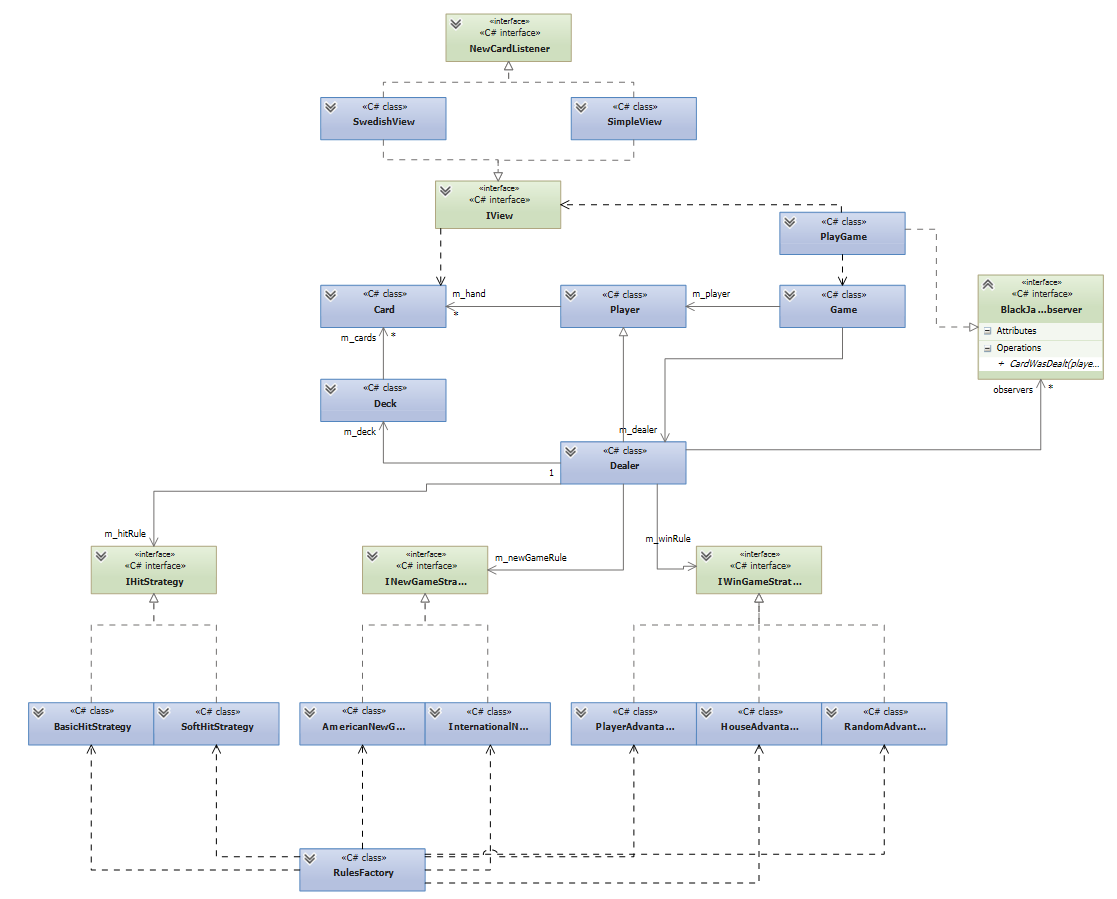 «interface»
«C# interface»
NewCardListener
«C# class»
SwedishView
«C# class»
SimpleView
«interface»
«C# interface»
IView
«C# class»
PlayGame
«C# class»
Card
m_hand
*
«C# class»
Player
m_player
«C# class»
Game
«interface»
«C# interface»
BlackJa...bserver
Attributes
Operations
+ CardWasDealt(playe...
m_cards
*
«C# class»
Deck
observers
*
m_deck
m_dealer
«C# class»
Dealer
1
m_hitRule
«interface»
«C# interface»
IHitStrategy
«interface»
«C# interface»
INewGameStra...
m_newGameRule
m_winRule
«interface»
«C# interface»
IWinGameStrat...
«C# class»
BasicHitStrategy
«C# class»
SoftHitStrategy
«C# class»
AmericanNewG...
«C# class»
InternationalN...
«C# class»
PlayerAdvanta...
«C# class»
HouseAdvanta...
«C# class»
RandomAdvant...
«C# class»
RulesFactory